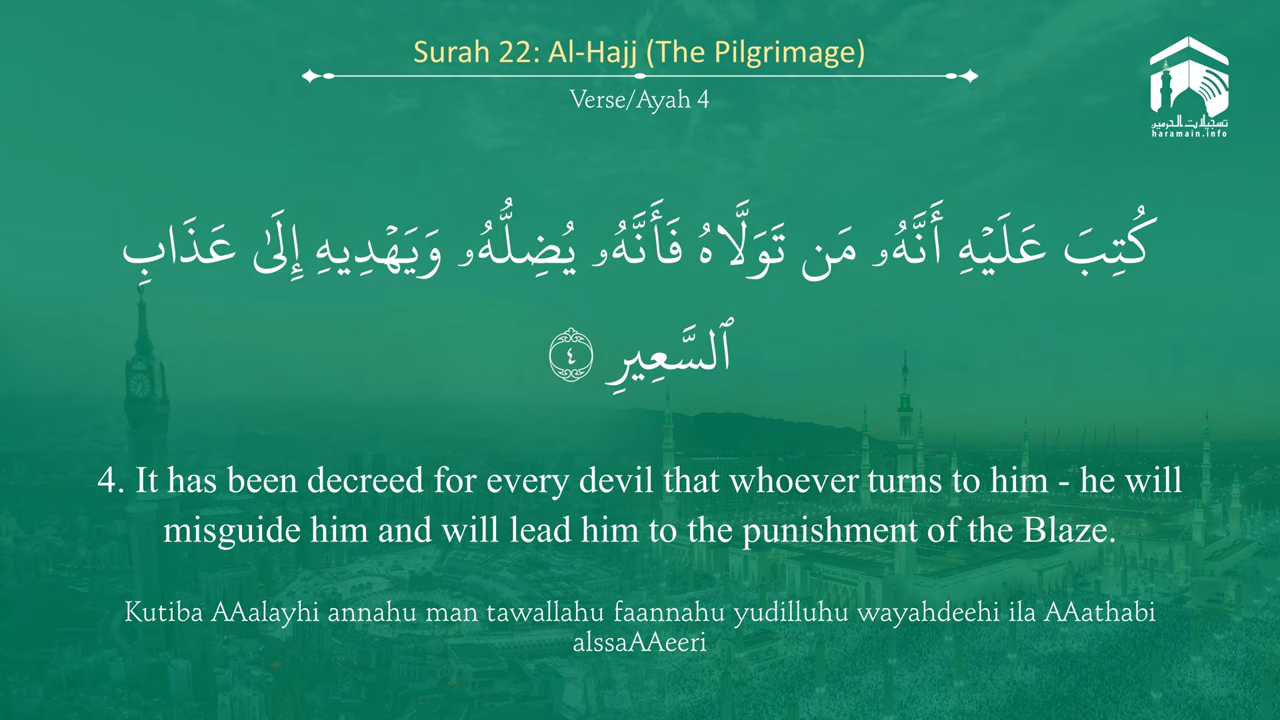 Surah 22: Al-Hajj (The Pilgrimage)
Verse/Ayah 4
تسجيلات الحرمين
haramain.info
كُتِبَ عَلَيْهِ أَنَّهُۥ مَن تَوَلَّاهُ فَأَنَّهُۥ يُضِلُّهُۥ وَيَهْدِيهِ إِلَىٰ عَذَابِ
ٱلسَّعِيرِ ٤
4. It has been decreed for every devil that whoever turns to him - he will
misguide him and will lead him to the punishment of the Blaze.
Kutiba AAalayhi annahu man tawallahu faannahu yudilluhu wayahdeehi ila AAathabi
alssaAAeeri